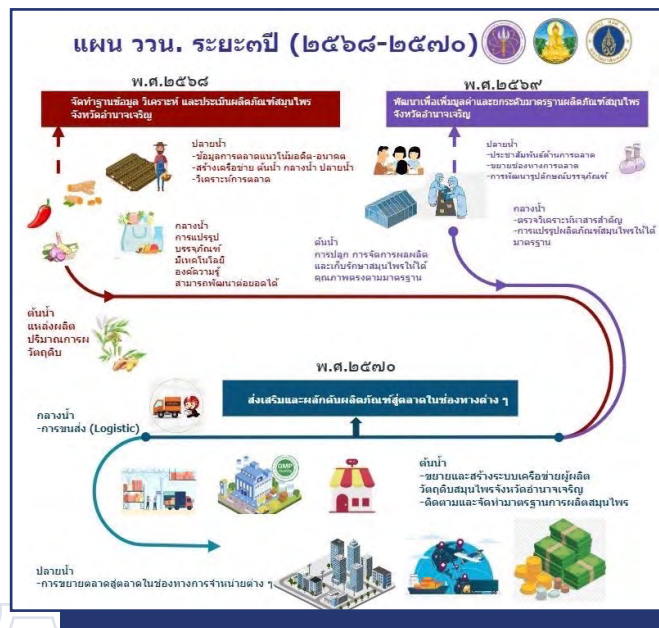 แผน ววน. ระยะ๓ปี (๒๕๖๘-๒๕๗๐)
พ.ศ.๒๕๖๘
จัดทำฐานข้อมูล วิเคราะห์ และประเมินผลิตภัณฑ์สมุนไพร
จังหวัดอำนาจเจริญ
ปลายน้ำ
-ข้อมูลการตลาดแนวโน้มอดีต-อนาคต
-สร้างเครือข่าย ต้นน้ำ กลางน้ำ ปลายน้ำ
-วิเคราะห์การตลาด
กลางน้ำ
การแปรรูป
บรรจุภัณฑ์
มีเทคโนโลยี
องค์ความรู้
สามารถพัฒนาต่อยอดได้
ต้นน้ำ
แหล่งผลิต
ปริมาณการผ
วัตถุดิบ
พ.ศ.๒๕๖๙
พัฒนาเพื่อเพิ่มมูลค่าและยกระดับมาตรฐานผลิตภัณฑ์สมุนไพร
จังหวัดอำนาจเจริญ
ปลายน้ำ
-ประชาสัมพันธ์ด้านการตลาด
-ขยายช่องทางการตลาด
-การพัฒนารูปลักษณ์บรรจุภัณฑ์
กลางน้ำ
-ตรวจวิเคราะห์หาสารสำคัญ
-การแปรรูปผลิตภัณฑ์สมุนไพรให้ได้
มาตรฐาน
ต้นน้ำ
การปลูก การจัดการผลผลิต
และเก็บรักษาสมุนไพรให้ได้
คุณภาพตรงตามมาตรฐาน
พ.ศ.๒๕๗๐
ส่งเสริมและผลักดันผลิตภัณฑ์สู่ตลาดในช่องทางต่าง ๆ
กลางน้ำ
-การขนส่ง (Logistic)
GMP
ต้นน้ำ
-ขยายและสร้างระบบเครือข่ายผู้ผลิต
วัตถุดิบสมุนไพรจังหวัดอำนาจเจริญ
-ติดตามและจัดทำมาตรฐานการผลิตสมุนไพร
ปลายน้ำ
-การขยายตลาดสู่ตลาดในช่องทางการจำหน่ายต่าง ๆ